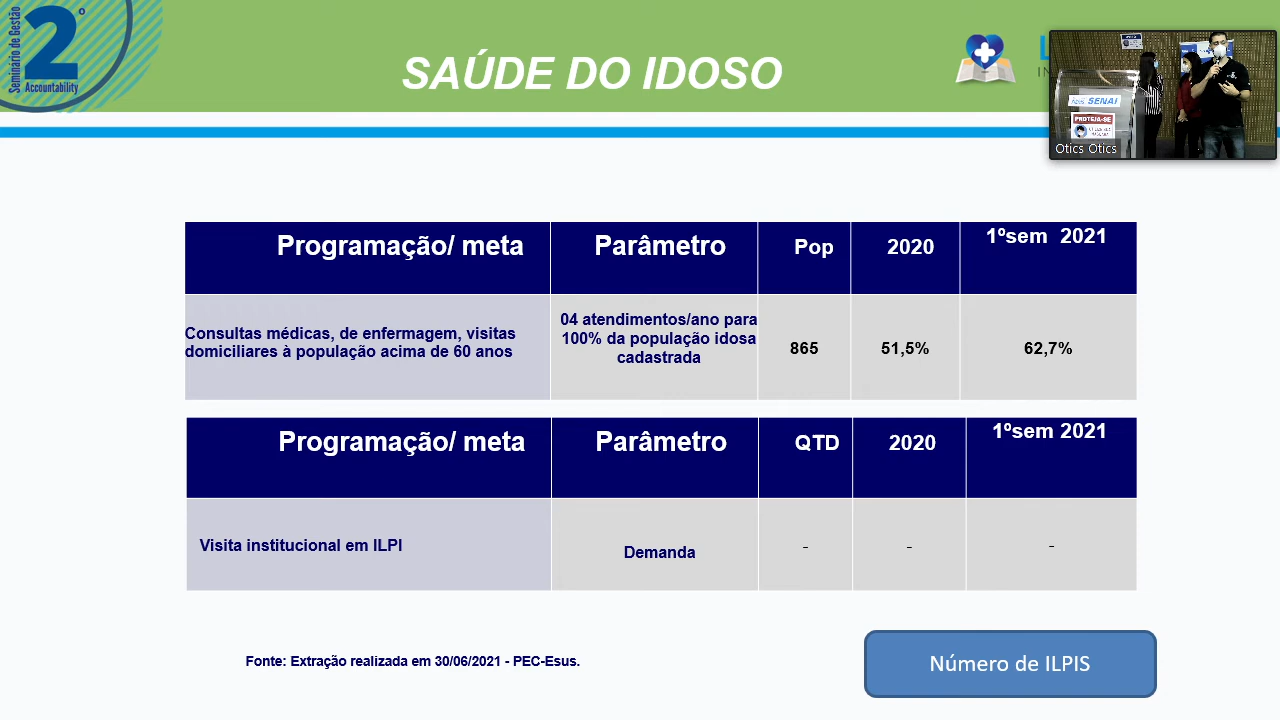 Seminário de Gestão
2º
Accountability
SAÚDE DO IDOSO
SENAI
PROTEJA-SE
Otics Otics
Programação/ meta
Parâmetro
Pop
2020
1ºsem 2021
Consultas médicas, de enfermagem, visitas
domiciliares à população acima de 60 anos
04 atendimentos/ano para
100% da população idosa
cadastrada
865
51,5%
62,7%
Programação/ meta
Parâmetro
QTD
2020
1ºsem 2021
Visita institucional em ILPI
Demanda
-
-
-
Fonte: Extração realizada em 30/06/2021 - PEC-Esus.
Número de ILPIS